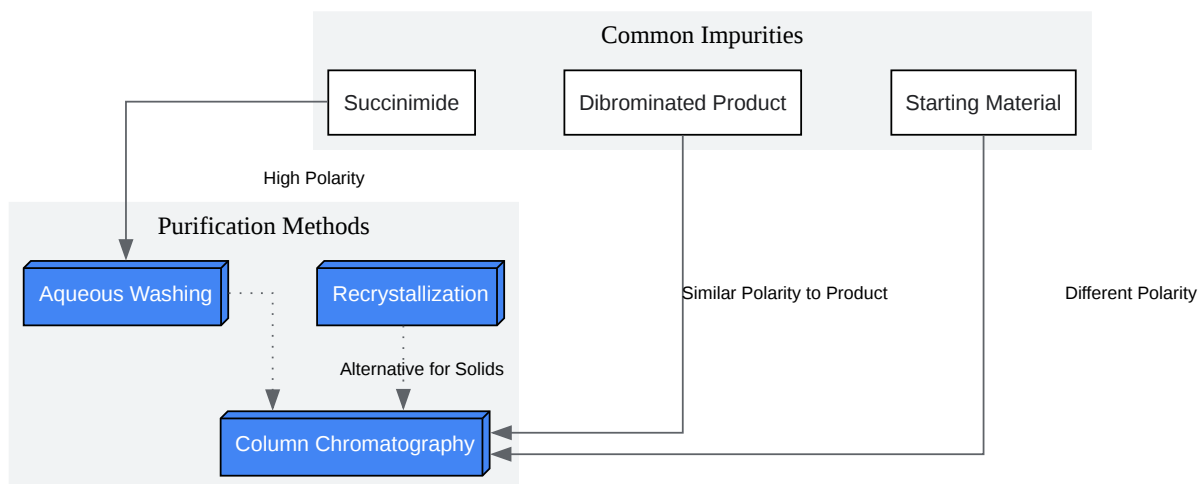 Common Impurities
Succinimide
Dibrominated Product
Starting Material
High Polarity
Purification Methods
Aqueous Washing
Recrystallization
Similar Polarity to Product
Different Polarity
Alternative for Solids
Column Chromatography